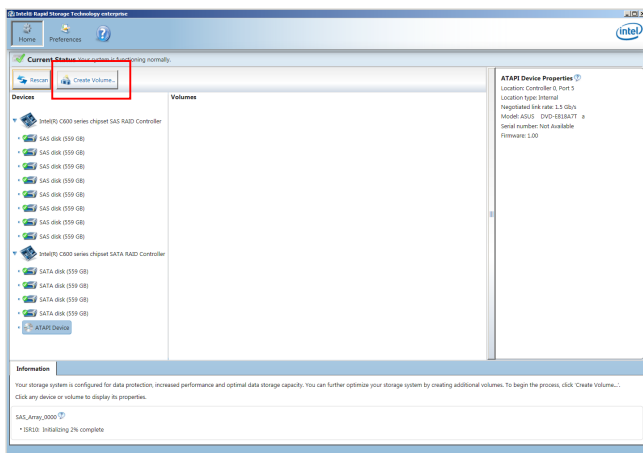 Intel® Rapid Storage Technology enterprise
Home
Preferences
intel
Current Status Your system is functioning normally.
Rescan
Create Volume...
Devices
Volumes
Intel(R) C600 series chipset SAS RAID Controller
SAS disk (559 GB)
SAS disk (559 GB)
SAS disk (559 GB)
SAS disk (559 GB)
SAS disk (559 GB)
SAS disk (559 GB)
SAS disk (559 GB)
SAS disk (559 GB)
Intel(R) C600 series chipset SATA RAID Controller
SATA disk (559 GB)
SATA disk (559 GB)
SATA disk (559 GB)
SATA disk (559 GB)
ATAPI Device
ATAPI Device Properties
Location: Controller 0, Port 5
Location type: Internal
Negotiated link rate: 1.5 Gb/s
Model: ASUS DVD-E818A7T a
Serial number: Not Available
Firmware: 1.00
Information
Your storage system is configured for data protection, increased performance and optimal data storage capacity. You can further optimize your storage system by creating additional volumes. To begin the process, click 'Create Volume...'.
Click any device or volume to display its properties.
SAS_Array_0000
• ISR10: Initializing 2% complete